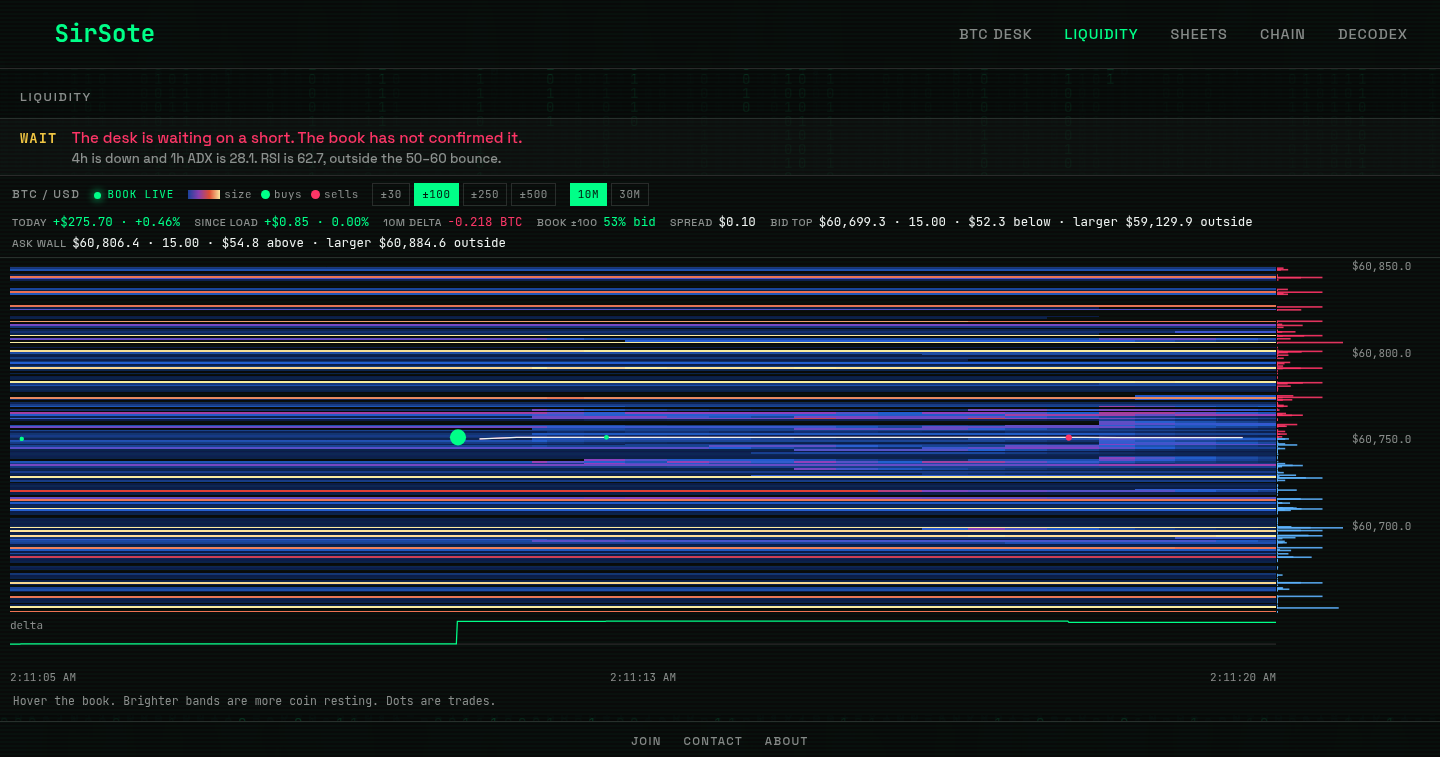 SirSote
BTC DESK LIQUIDITY SHEETS CHAIN DECODEX
LIQUIDITY
WAIT The desk is waiting on a short. The book has not confirmed it.
4h is down and 1h ADX is 28.1. RSI is 62.7, outside the 50–60 bounce.
BTC / USD BOOK LIVE size buys sells ±30 ±100 ±250 ±500 10M 30M
TODAY +$275.70 · +0.46% SINCE LOAD +$0.85 · 0.00% 10M DELTA -0.218 BTC BOOK ±100 53% bid SPREAD $0.10 BID TOP $60,699.3 · 15.00 · $52.3 below · larger $59,129.9 outside
ASK WALL $60,806.4 · 15.00 · $54.8 above · larger $60,884.6 outside
$60,850.0
$60,800.0
$60,750.0
$60,700.0
delta
2:11:05 AM 2:11:13 AM 2:11:20 AM
Hover the book. Brighter bands are more coin resting. Dots are trades.
JOIN CONTACT ABOUT